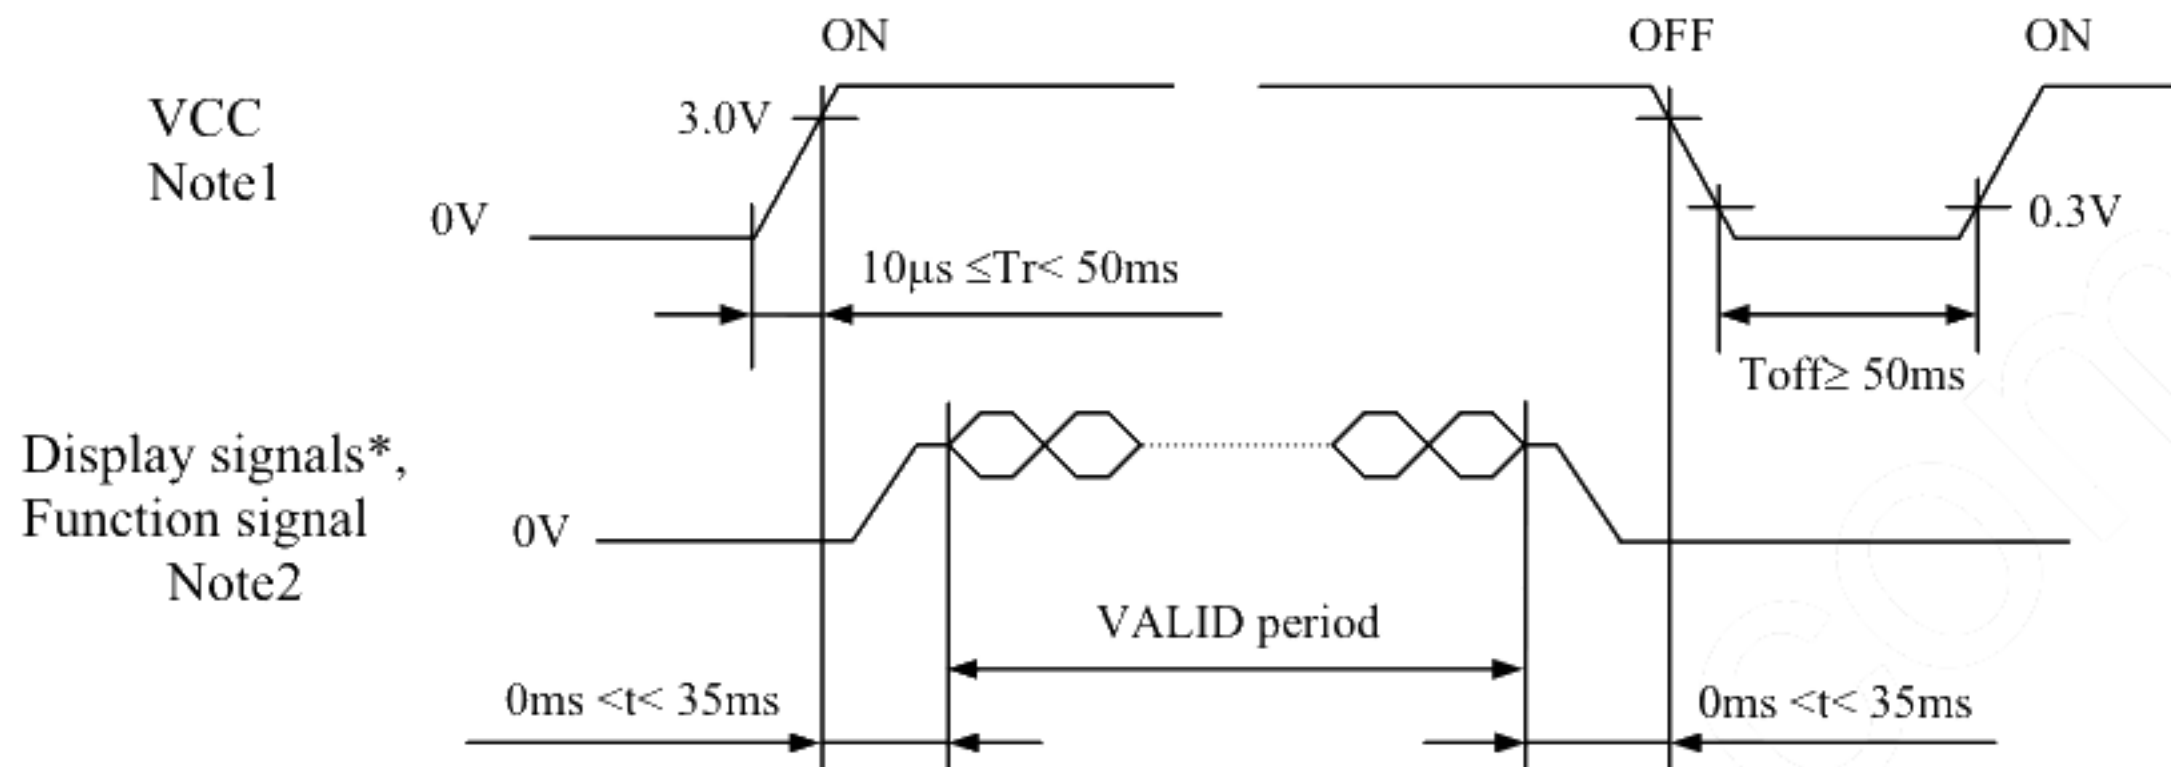 ON
OFF
ON
VCC
Note1
3.0V
0V
0.3V
10μs ≤Tr< 50ms
Toff≥ 50ms
Display signals*,
Function signal
Note2
0V
VALID period
0ms <t< 35ms
0ms <t< 35ms